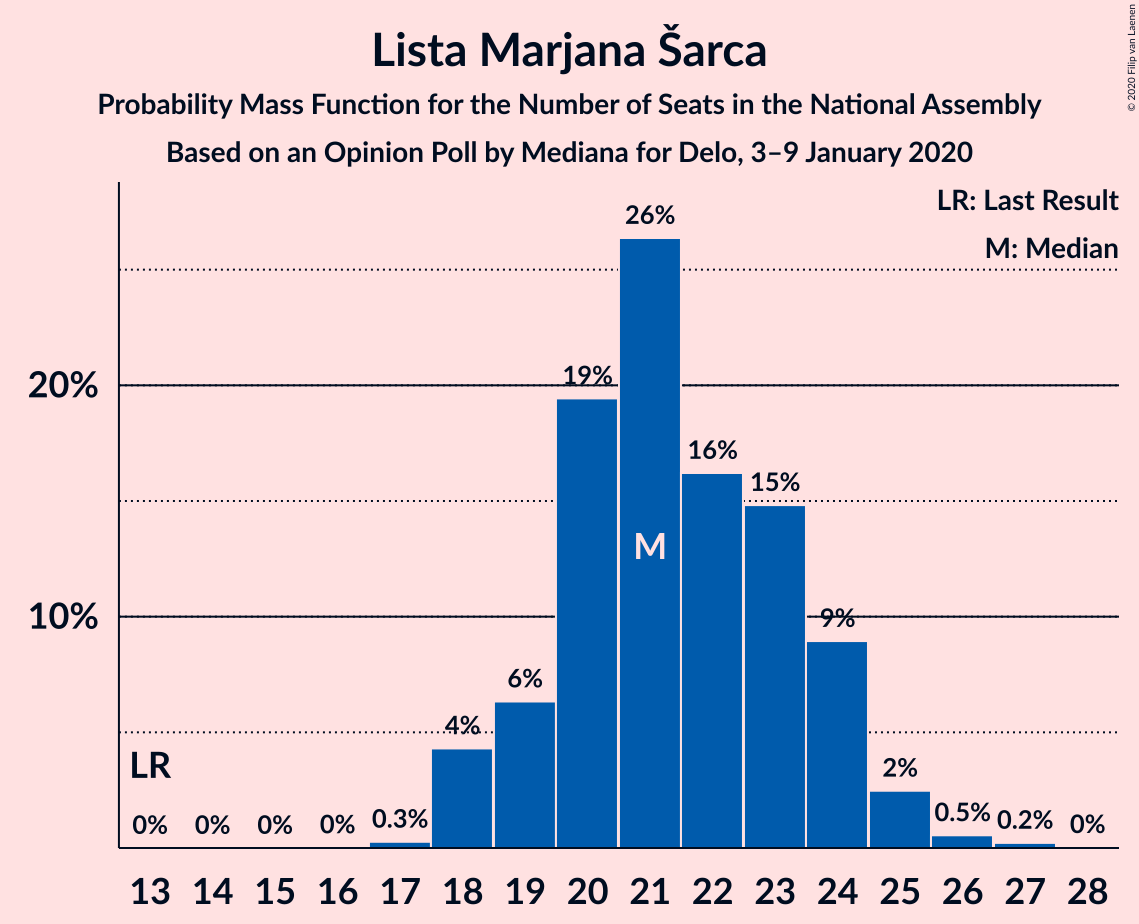 Lista Marjana Šarca
Probability Mass Function for the Number of Seats in the National Assembly
Based on an Opinion Poll by Mediana for Delo, 3–9 January 2020
© 2020 Filip van Laenen
LR: Last Result
M: Median
26%
20%
19%
16%
15%
M
10%
9%
6%
4%
LR
2%
0% 0% 0% 0% 0.3% 0.5% 0.2% 0%
13 14 15 16 17 18 19 20 21 22 23 24 25 26 27 28